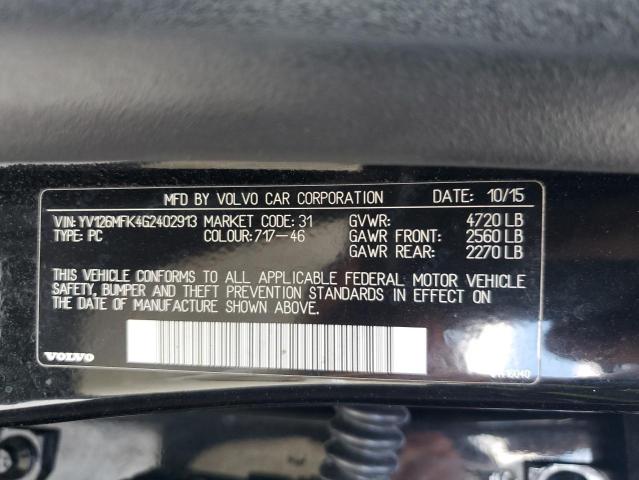 MFD BY VOLVO CAR CORPORATION DATE: 10/15
VIN: YV126MFK4G2402913 MARKET CODE: 31 GVWR: 4720 LB
TYPE: PC COLOUR: 717-46 GAWR FRONT: 2560 LB
GAWR REAR: 2270 LB
THIS VEHICLE CONFORMS TO ALL APPLICABLE FEDERAL MOTOR VEHICLE
SAFETY, BUMPER AND THEFT PREVENTION STANDARDS IN EFFECT ON
THE DATE OF MANUFACTURE SHOWN ABOVE.
VOLVO